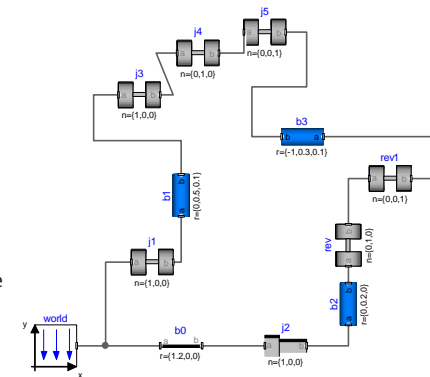 j5
j4
n={0,0,1}
j3
n={0,1,0}
n={1,0,0}
b3
b a
r={-1,0.3,0.1}
rev1
a b
n={0,0,1}
b1
r={0,0.5,0.1}
b
a
j1
a b
n={1,0,0}
rev
n={0,1,0}
b2
r={0,0.2,0}
b
a
e
world
y
x
b0
a b
r={1.2,0,0}
j2
a b
n={1,0,0}